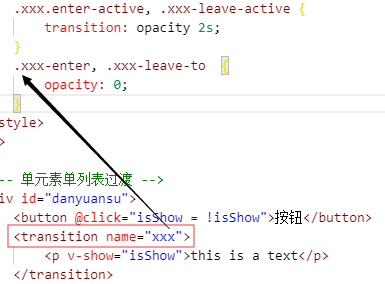 .xxx.enter-active, .xxx-leave-active {
transition: opacity 2s;
}
.xxx-enter, .xxx-leave-to {
opacity: 0;
}
style>
>
-- 单元素单列表过渡 -->
iv id="danyuansu">
<button @click="isShow = !isShow">按钮</button>
<transition name="xxx">
<p v-show="isShow">this is a text</p>
</transition>